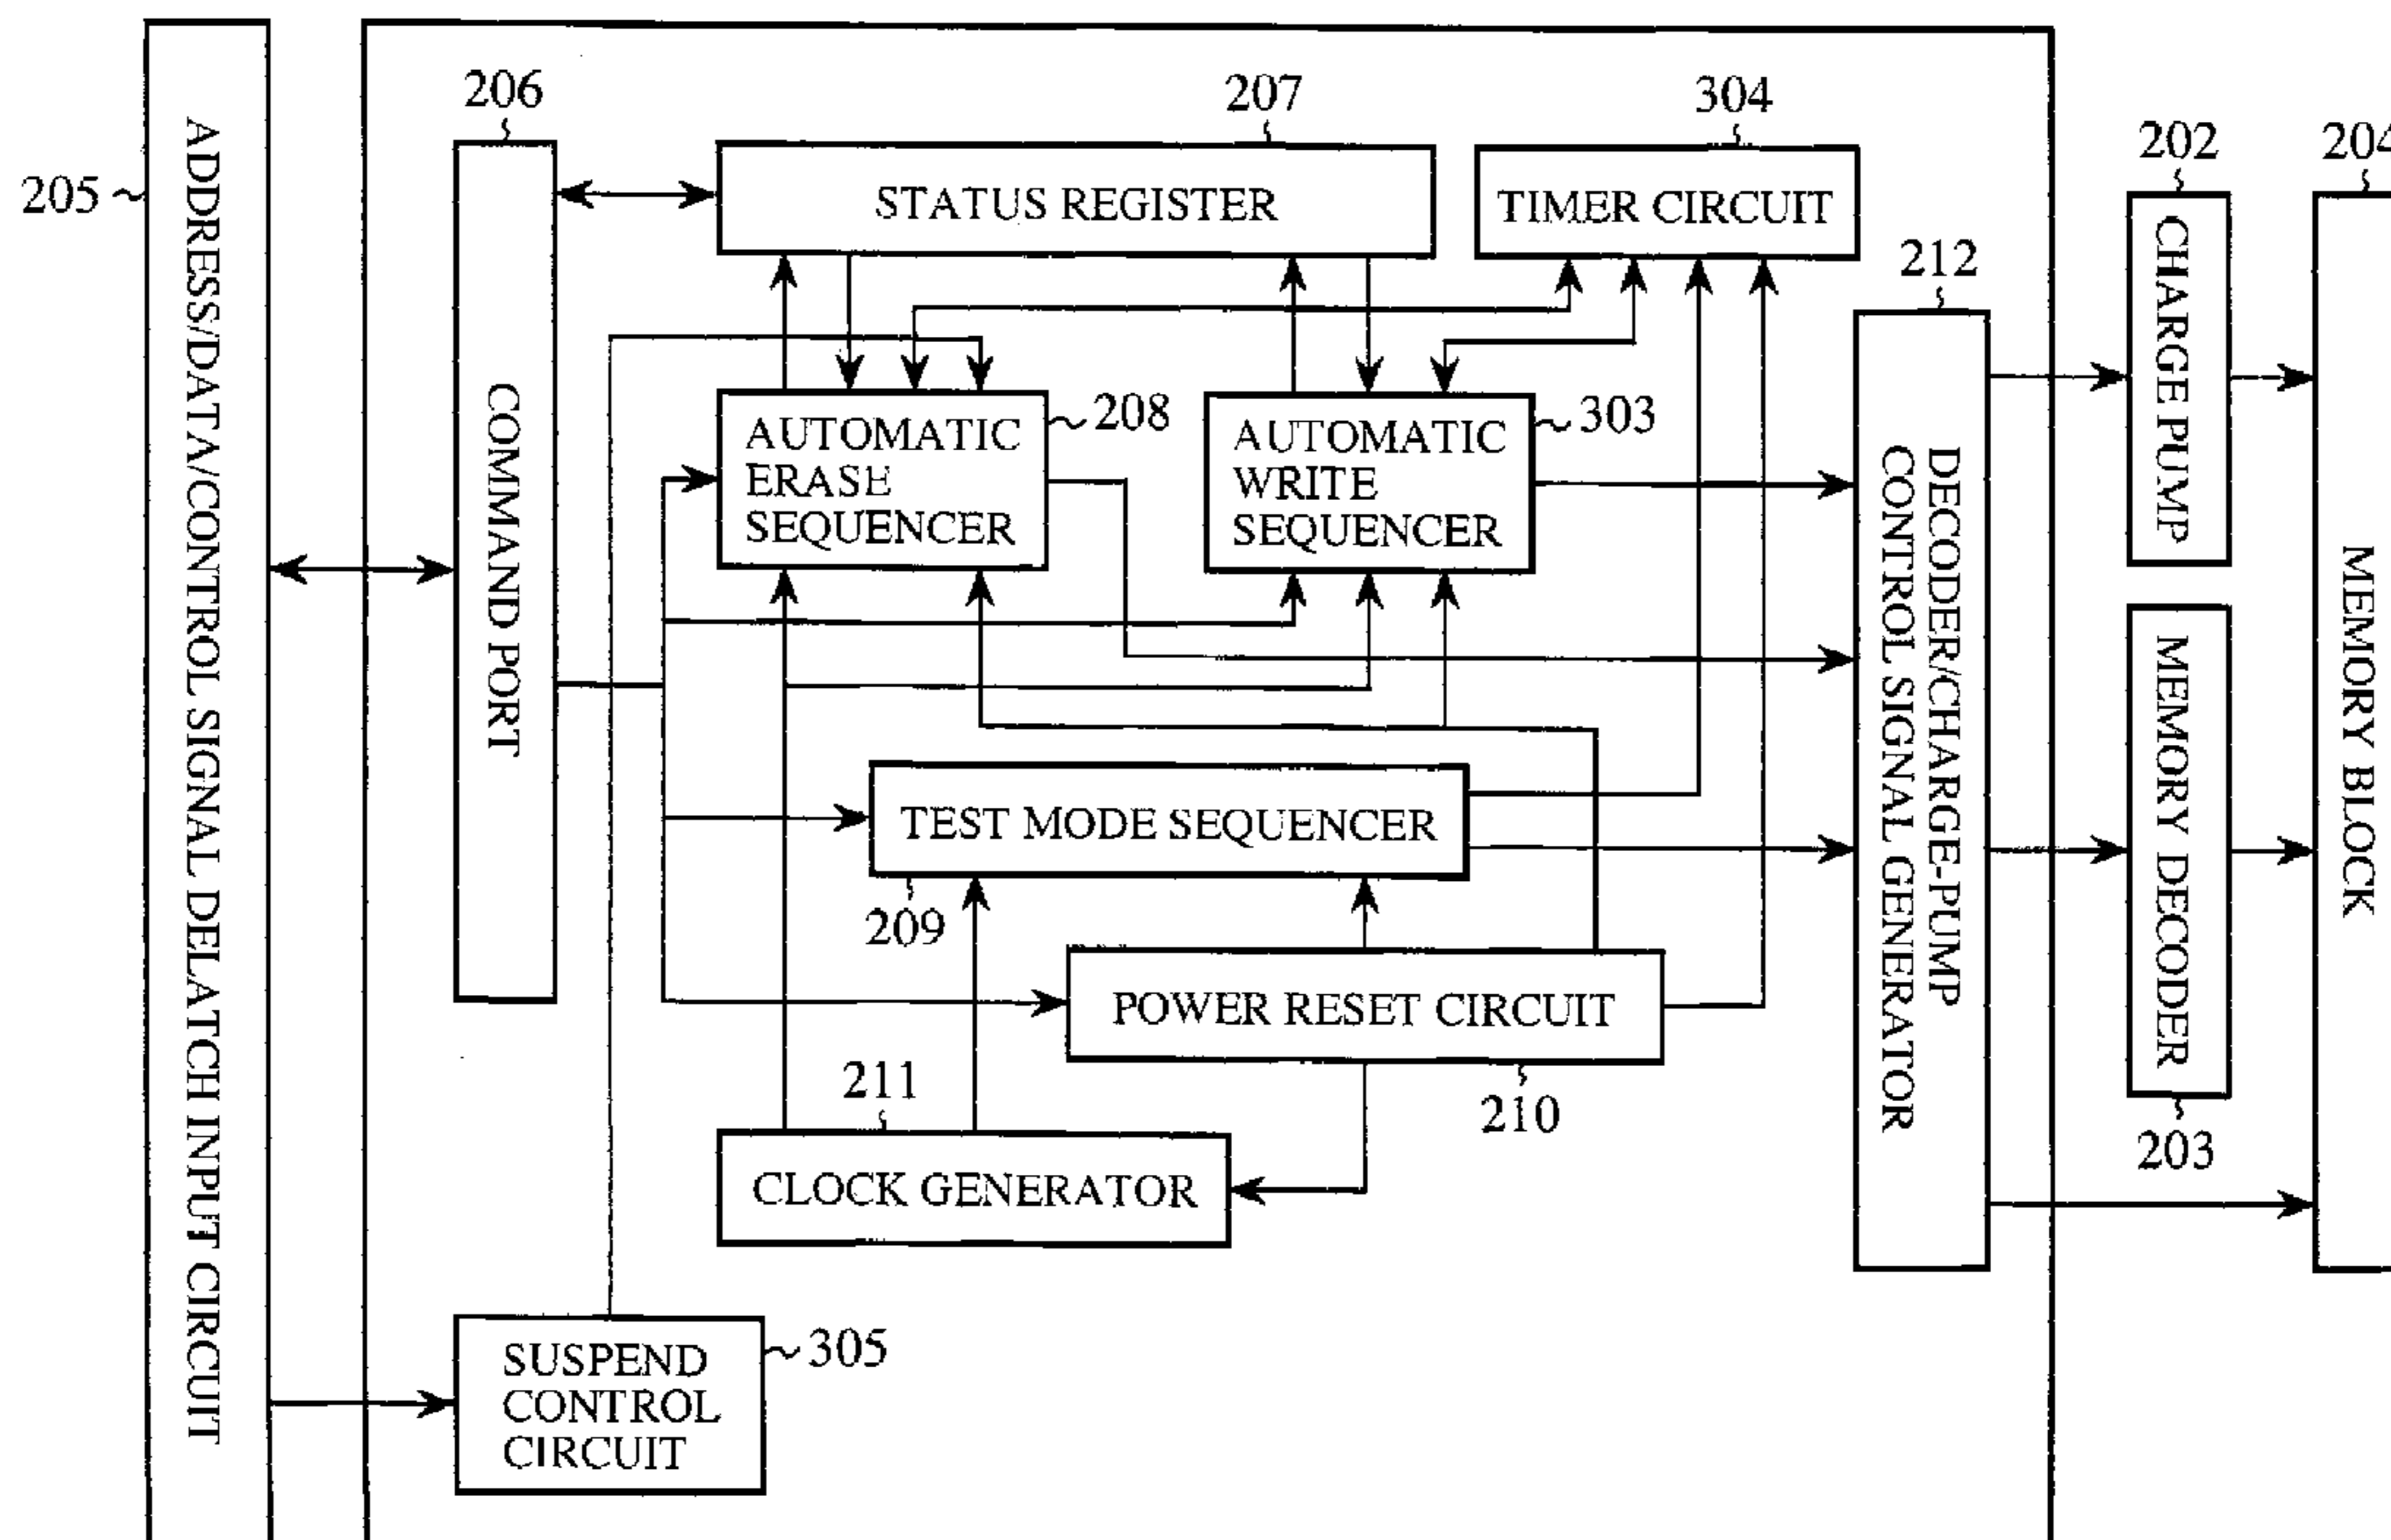 206
207
304
202
204
205
ADDRESS/DATA/CONTROL SIGNAL DELATCH INPUT CIRCUIT
COMMAND PORT
STATUS REGISTER
TIMER CIRCUIT
212
CHARGE PUMP
AUTOMATIC
ERASE
SEQUENCER
208
AUTOMATIC
WRITE
SEQUENCER
303
DECODER/CHARGE-PUMP
CONTROL SIGNAL GENERATOR
MEMORY BLOCK
MEMORY DECODER
TEST MODE SEQUENCER
209
POWER RESET CIRCUIT
210
211
203
CLOCK GENERATOR
SUSPEND
CONTROL
CIRCUIT
305